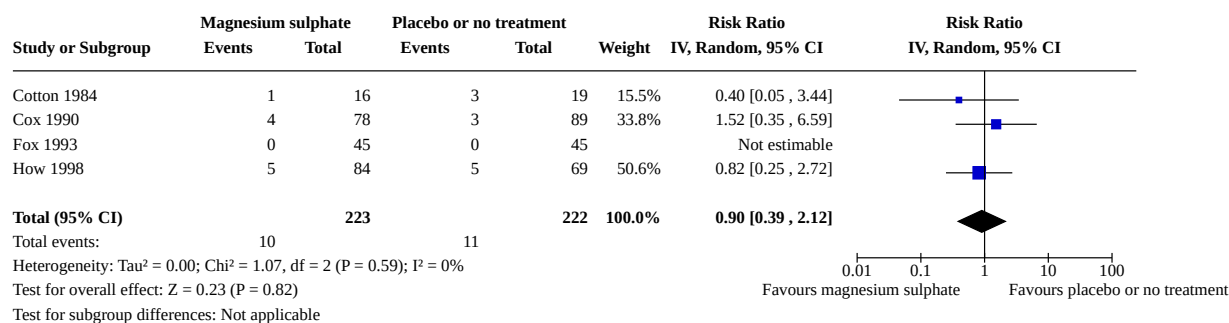 Magnesium sulphate Placebo or no treatment Risk Ratio Risk Ratio
Study or Subgroup Events Total Events Total Weight IV, Random, 95% CI IV, Random, 95% CI
Cotton 1984 1 16 3 19 15.5% 0.40 [0.05 , 3.44]
Cox 1990 4 78 3 89 33.8% 1.52 [0.35 , 6.59]
Fox 1993 0 45 0 45 Not estimable
How 1998 5 84 5 69 50.6% 0.82 [0.25 , 2.72]
Total (95% CI) 223 222 100.0% 0.90 [0.39 , 2.12]
Total events: 10 11
Heterogeneity: Tau² = 0.00; Chi² = 1.07, df = 2 (P = 0.59); I² = 0%
0.01 0.1 1 10 100
Test for overall effect: Z = 0.23 (P = 0.82) Favours magnesium sulphate Favours placebo or no treatment
Test for subgroup differences: Not applicable